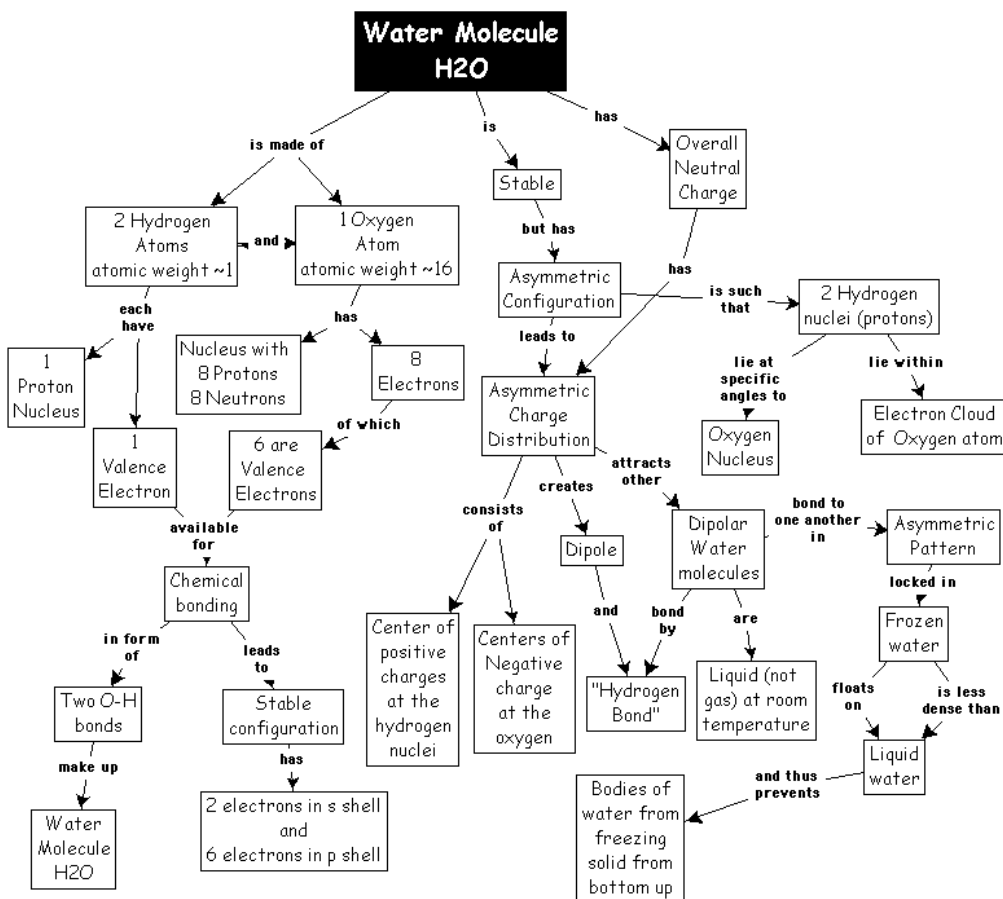 Water Molecule
H2O
is made of
is
has
Overall
Neutral
Charge
Stable
2 Hydrogen
Atoms
atomic weight ~1
and
1 Oxygen
Atom
atomic weight ~16
but has
has
Asymmetric
Configuration
is such
that
2 Hydrogen
nuclei (protons)
each
have
has
leads to
1
Proton
Nucleus
Nucleus with
8 Protons
8 Neutrons
8
Electrons
Asymmetric
Charge
Distribution
lie at
specific
angles to
lie within
Oxygen
Nucleus
Electron Cloud
of Oxygen atom
of which
1
Valence
Electron
6 are
Valence
Electrons
attracts
other
available
for
consists
of
creates
bond to
one another
in
Dipole
Dipolar
Water
molecules
Asymmetric
Pattern
Chemical
bonding
locked in
and
bond
by
are
Frozen
water
in form
of
leads
to
Center of
positive
charges
at the
hydrogen
nuclei
Centers of
Negative
charge
at the
oxygen
"Hydrogen
Bond"
Liquid (not
gas) at room
temperature
floats
on
is less
dense than
Two O-H
bonds
Stable
configuration
Liquid
water
make up
has
and thus
prevents
Water
Molecule
H2O
2 electrons in s shell
and
6 electrons in p shell
Bodies of
water from
freezing
solid from
bottom up